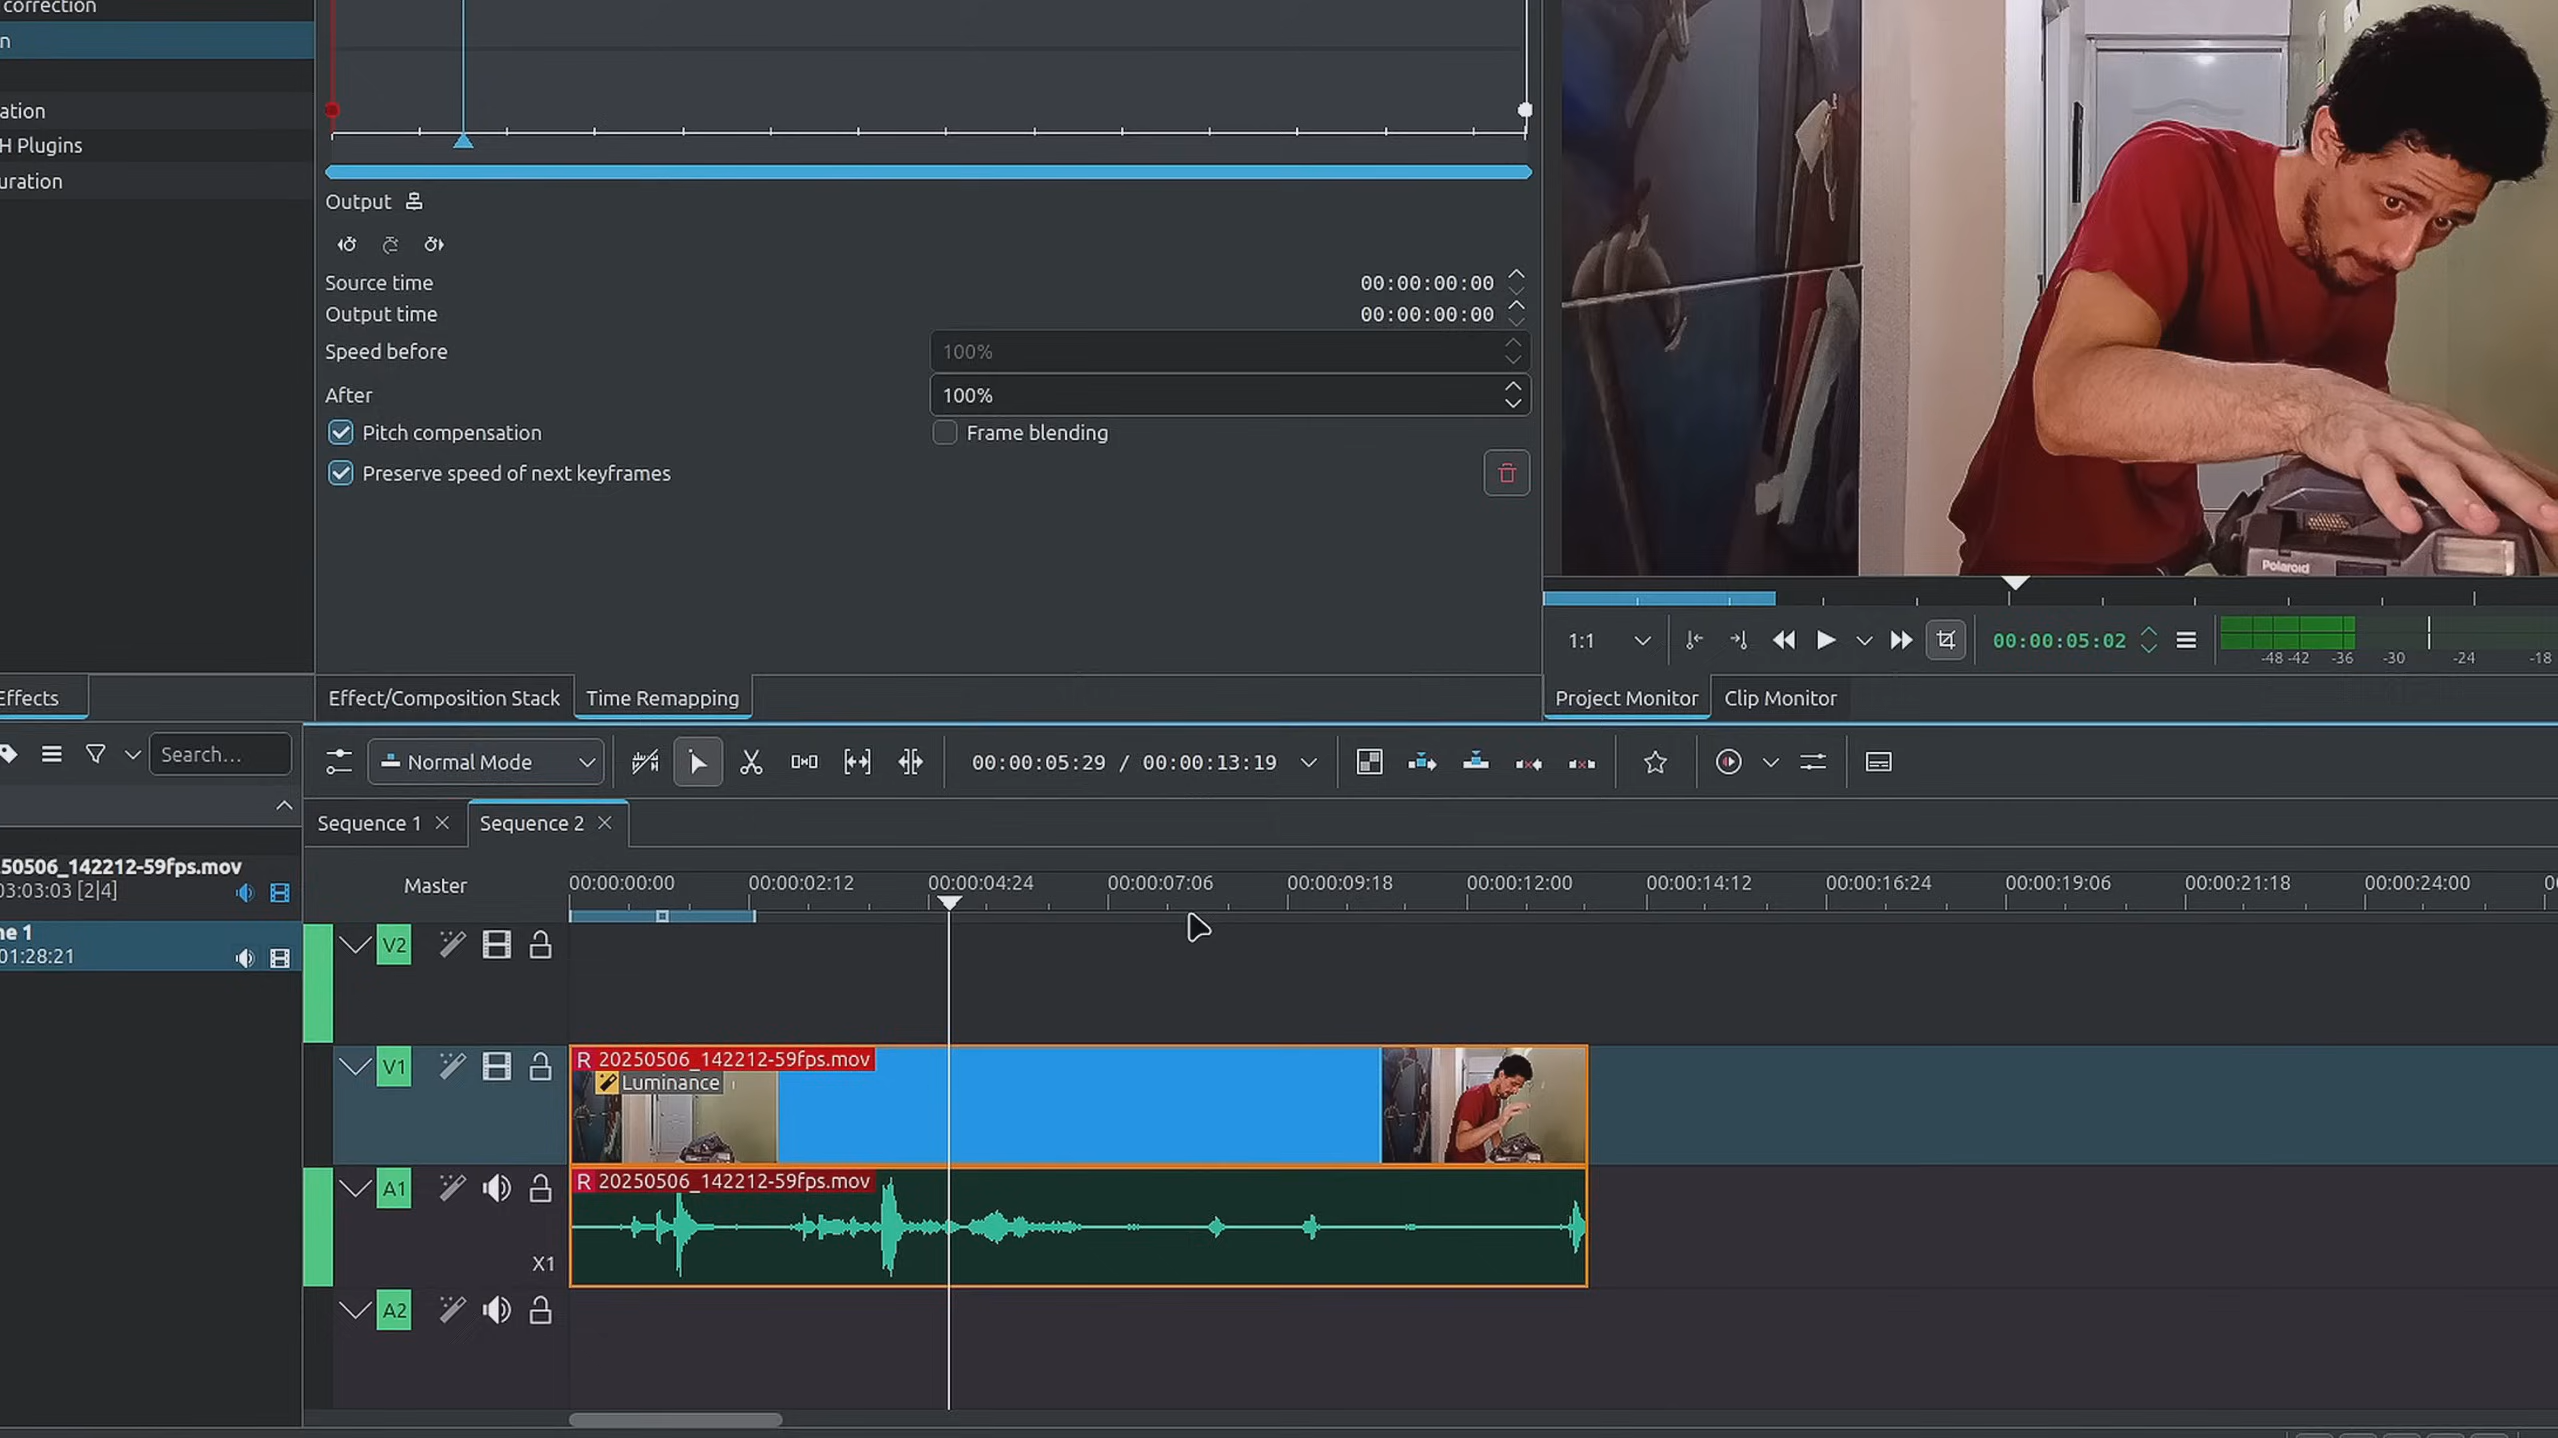 correction
n
ation
H Plugins
uration
Output
Source time 00:00:00:00
Output time 00:00:00:00
Speed before 100%
After 100%
Pitch compensation Frame blending
Preserve speed of next keyframes
Polaroid
1:1 00:00:05:02
-48 -42 -36 -30 -24 -18
Effects Effect/Composition Stack Time Remapping Project Monitor Clip Monitor
Search... Normal Mode 00:00:05:29 / 00:00:13:19
Sequence 1 Sequence 2
50506_142212-59fps.mov
03:03:03 [2|4]
ne 1
01:28:21
Master 00:00:00:00 00:00:02:12 00:00:04:24 00:00:07:06 00:00:09:18 00:00:12:00 00:00:14:12 00:00:16:24 00:00:19:06 00:00:21:18 00:00:24:00
V2
V1 R 20250506_142212-59fps.mov
Luminance
A1 R 20250506_142212-59fps.mov
X1
A2